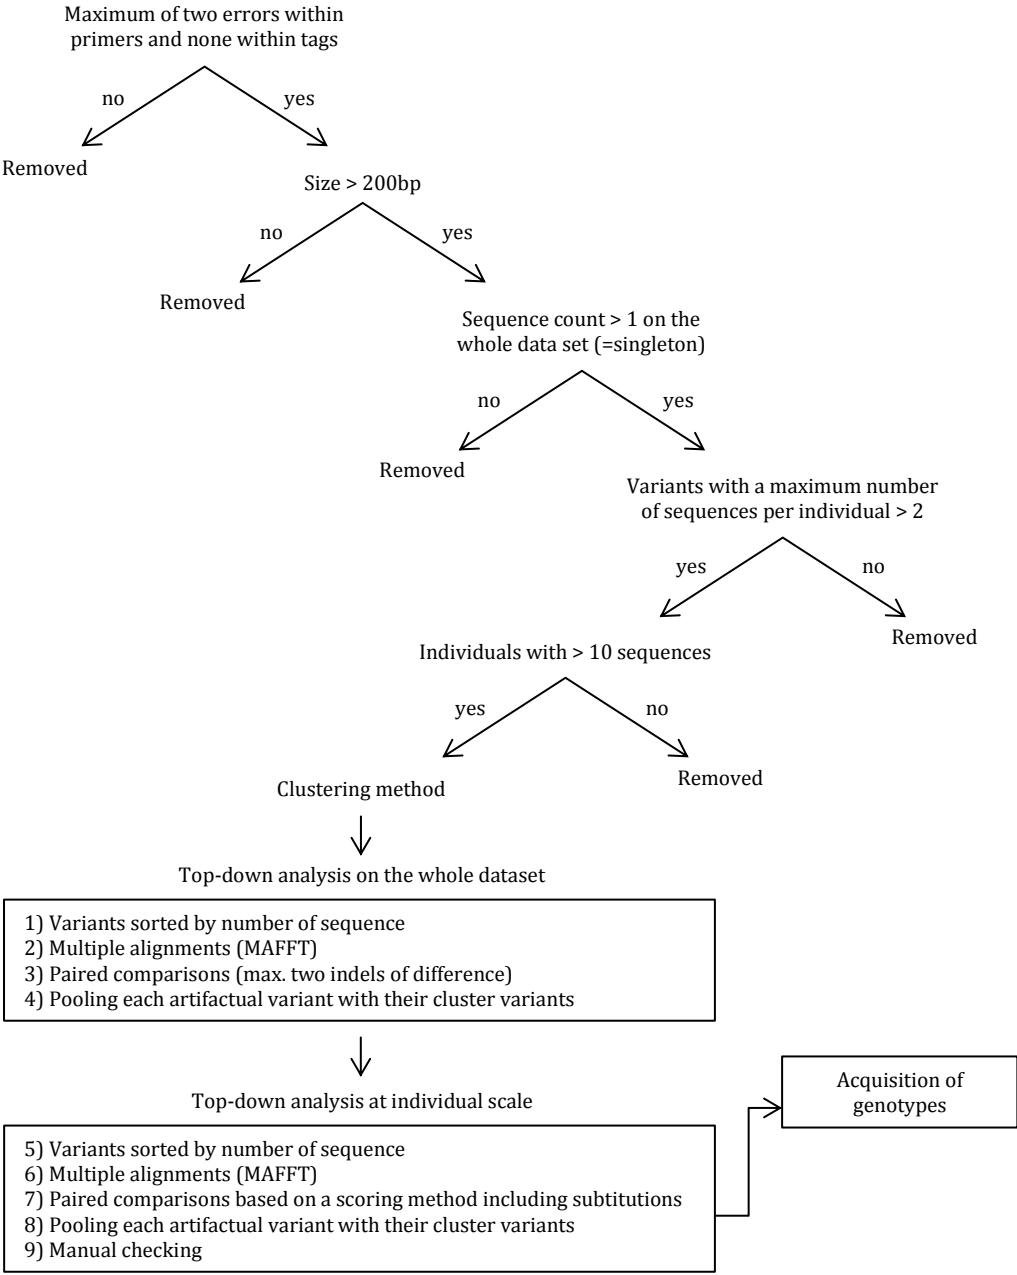 Maximum of two errors within
primers and none within tags
no
yes
Removed
Size > 200bp
no
yes
Removed
Sequence count > 1 on the
whole data set (=singleton)
no
yes
Removed
Variants with a maximum number
of sequences per individual > 2
yes
no
Removed
Individuals with > 10 sequences
yes
no
Removed
Clustering method
Top-down analysis on the whole dataset
1) Variants sorted by number of sequence
2) Multiple alignments (MAFFT)
3) Paired comparisons (max. two indels of difference)
4) Pooling each artifactual variant with their cluster variants
Top-down analysis at individual scale
5) Variants sorted by number of sequence
6) Multiple alignments (MAFFT)
7) Paired comparisons based on a scoring method including subtitutions
8) Pooling each artifactual variant with their cluster variants
9) Manual checking
Acquisition of
genotypes